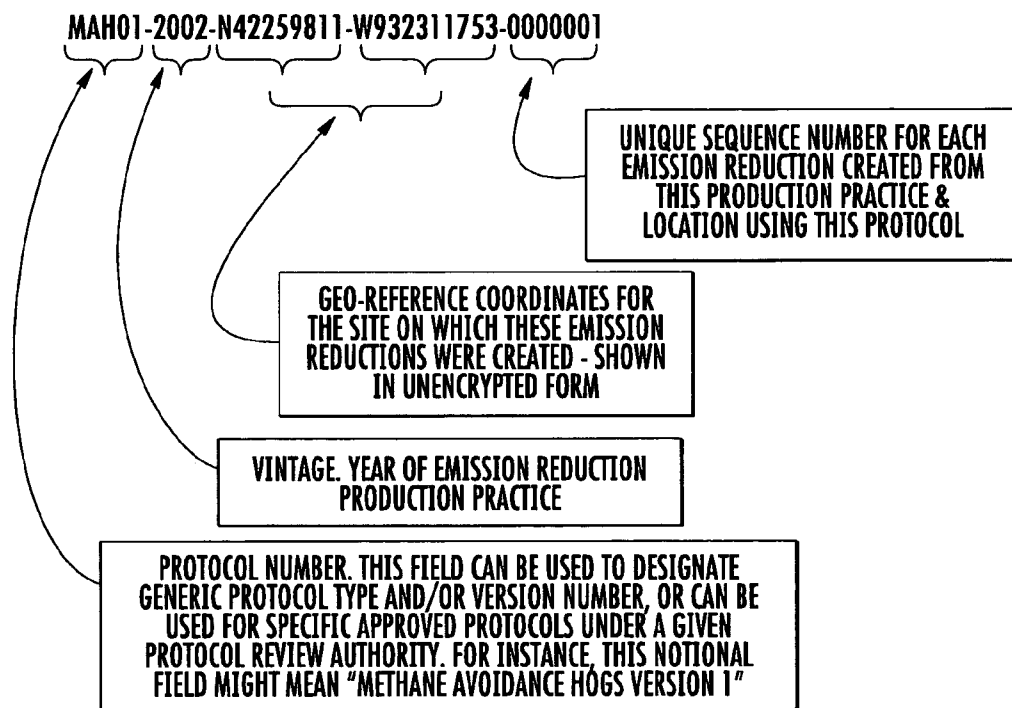 MAH01-2002-N42259811-W932311753-0000001
UNIQUE SEQUENCE NUMBER FOR EACH
EMISSION REDUCTION CREATED FROM
THIS PRODUCTION PRACTICE &
LOCATION USING THIS PROTOCOL
GEO-REFERENCE COORDINATES FOR
THE SITE ON WHICH THESE EMISSION
REDUCTIONS WERE CREATED - SHOWN
IN UNENCRYPTED FORM
VINTAGE. YEAR OF EMISSION REDUCTION
PRODUCTION PRACTICE
PROTOCOL NUMBER. THIS FIELD CAN BE USED TO DESIGNATE
GENERIC PROTOCOL TYPE AND/OR VERSION NUMBER, OR CAN BE
USED FOR SPECIFIC APPROVED PROTOCOLS UNDER A GIVEN
PROTOCOL REVIEW AUTHORITY. FOR INSTANCE, THIS NOTIONAL
FIELD MIGHT MEAN "METHANE AVOIDANCE HOGS VERSION 1"